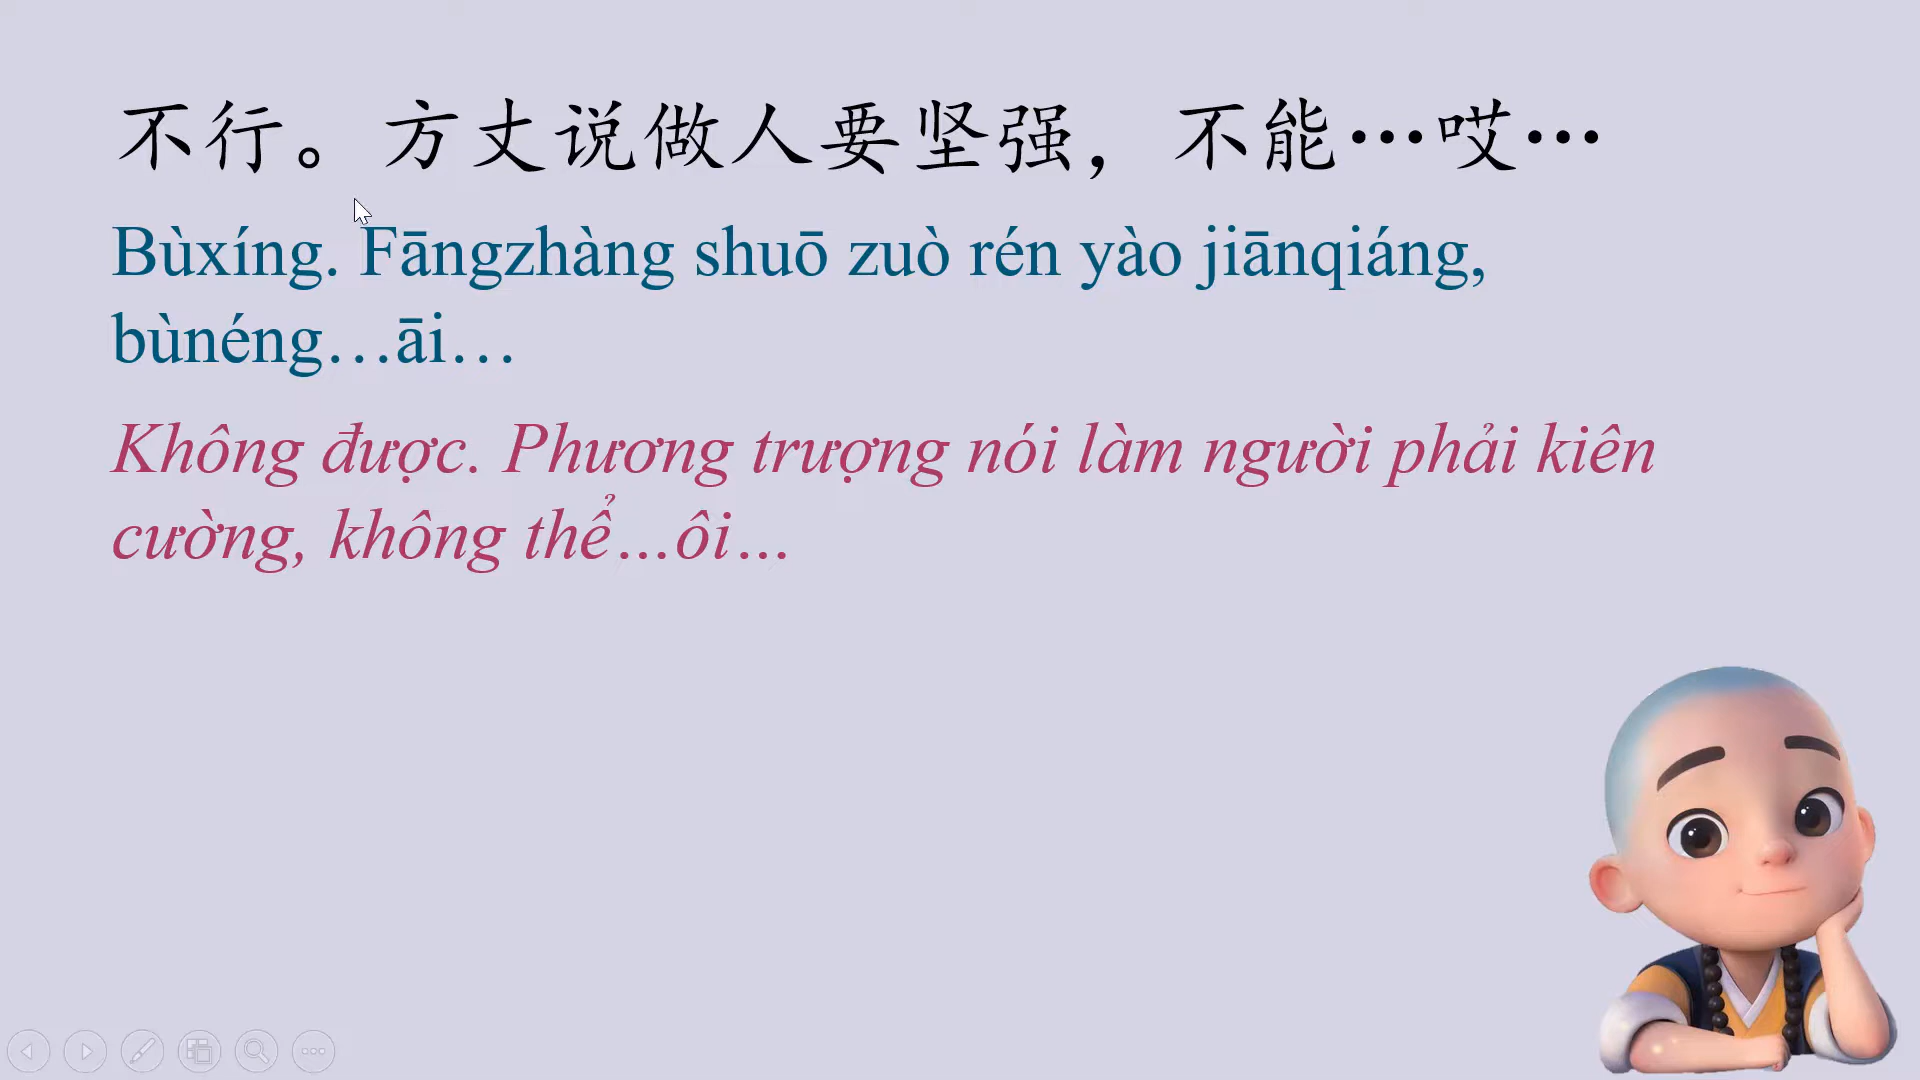 不行。方丈说做人要坚强，不能…哎…
Bùxíng. Fāngzhàng shuō zuò rén yào jiānqiáng,
bùnéng…āi…
Không được. Phương trượng nói làm người phải kiên
cường, không thể…ôi…